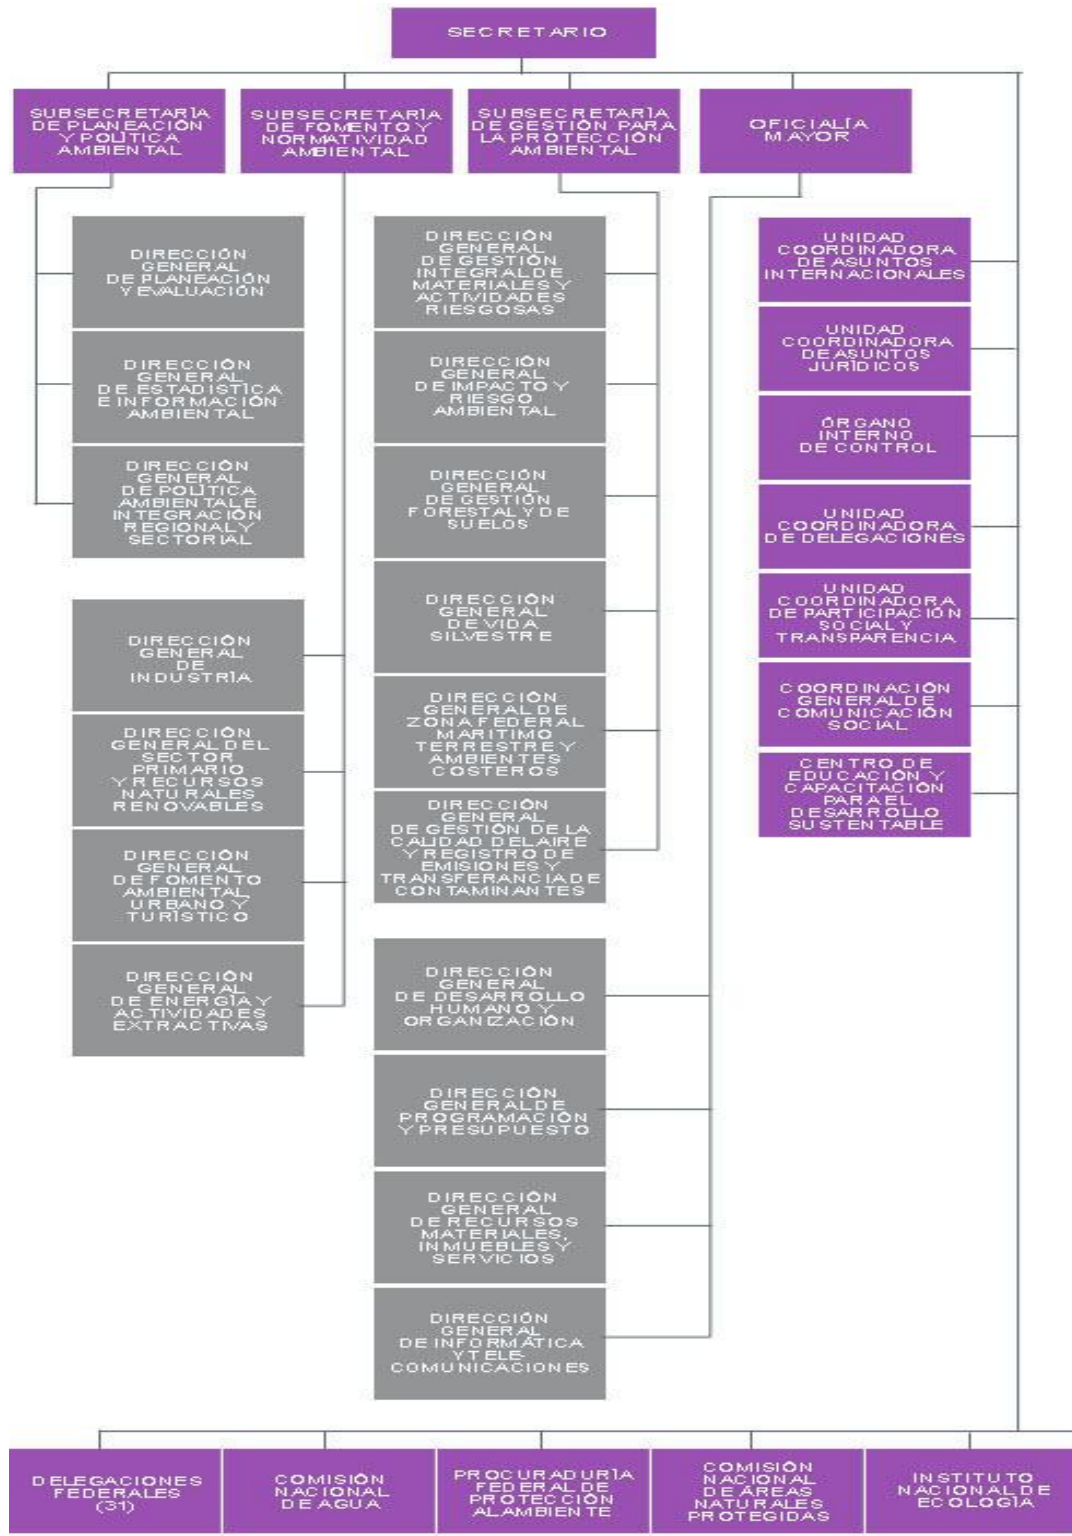 SECRETARIO
SUBSECRETARÍA
DE PLANEACIÓN
Y POLÍTICA
AMBIENTAL
SUBSECRETARÍA
DE FOMENTO Y
NORMATIVIDAD
AMBIENTAL
SUBSECRETARÍA
DE GESTIÓN PARA
LA PROTECCIÓN
AMBIENTAL
OFICIALÍA
MAYOR
DIRECCIÓN
GENERAL
DE PLANEACIÓN
Y EVALUACIÓN
DIRECCIÓN
GENERAL
DE ESTADISTÍCA
E INFORMACIÓN
AMBIENTAL
DIRECCIÓN
GENERAL
DE POLÍTICA
AMBIENTAL E
INTEGRACIÓN
REGIONAL Y
SECTORIAL
DIRECCIÓN
GENERAL
DE
INDUSTRÍA
DIRECCIÓN
GENERAL DEL
SECTOR
PRIMARIO
Y RECURSOS
NATURALES
RENOVABLES
DIRECCIÓN
GENERAL
DE FOMENTO
AMBIENTAL,
URBANO Y
TURÍSTICO
DIRECCIÓN
GENERAL
DE ENERGÍA Y
ACTIVIDADES
EXTRACTIVAS
DIRECCIÓN
GENERAL
DE GESTIÓN
INTEGRAL DE
MATERIALES Y
ACTIVIDADES
RIESGOSAS
DIRECCIÓN
GENERAL
DE IMPACTO Y
RIESGO
AMBIENTAL
DIRECCIÓN
GENERAL
DE GESTIÓN
FORESTAL Y DE
SUELOS
DIRECCIÓN
GENERAL
DE VIDA
SILVESTRE
DIRECCIÓN
GENERAL DE
ZONA FEDERAL
MARÍTIMO
TERRESTRE Y
AMBIENTES
COSTEROS
DIRECCIÓN
GENERAL
DE GESTIÓN DE LA
CALIDAD DEL AIRE
Y REGISTRO DE
EMISIONES Y
TRANSFERANCIA DE
CONTAMINANTES
DIRECCIÓN
GENERAL
DE DESARROLLO
HUMANO Y
ORGANIZACIÓN
DIRECCIÓN
GENERAL DE
PROGRAMACIÓN
Y PRESUPUESTO
DIRECCIÓN
GENERAL
DE RECURSOS
MATERIALES,
INMUEBLES Y
SERVICIOS
DIRECCIÓN
GENERAL
DE INFORMÁTICA
Y TELE-
COMUNICACIONES
UNIDAD
COORDINADORA
DE ASUNTOS
INTERNACIONALES
UNIDAD
COORDINADORA
DE ASUNTOS
JURÍDICOS
ÓRGANO
INTERNO
DE CONTROL
UNIDAD
COORDINADORA
DE DELEGACIONES
UNIDAD
COORDINADORA
DE PARTICIPACIÓN
SOCIAL Y
TRANSPARENCIA
COORDINACIÓN
GENERAL DE
COMUNICACIÓN
SOCIAL
CENTRO DE
EDUCACIÓN Y
CAPACITACIÓN
PARA EL
DESARROLLO
SUSTENTABLE
DELEGACIONES
FEDERALES
(31)
COMISIÓN
NACIONAL
DE AGUA
PROCURADURÍA
FEDERAL DE
PROTECCIÓN
AL AMBIENTE
COMISIÓN
NACIONAL
DE ÁREAS
NATURALES
PROTEGIDAS
INSTITUTO
NACIONAL DE
ECOLOGÍA